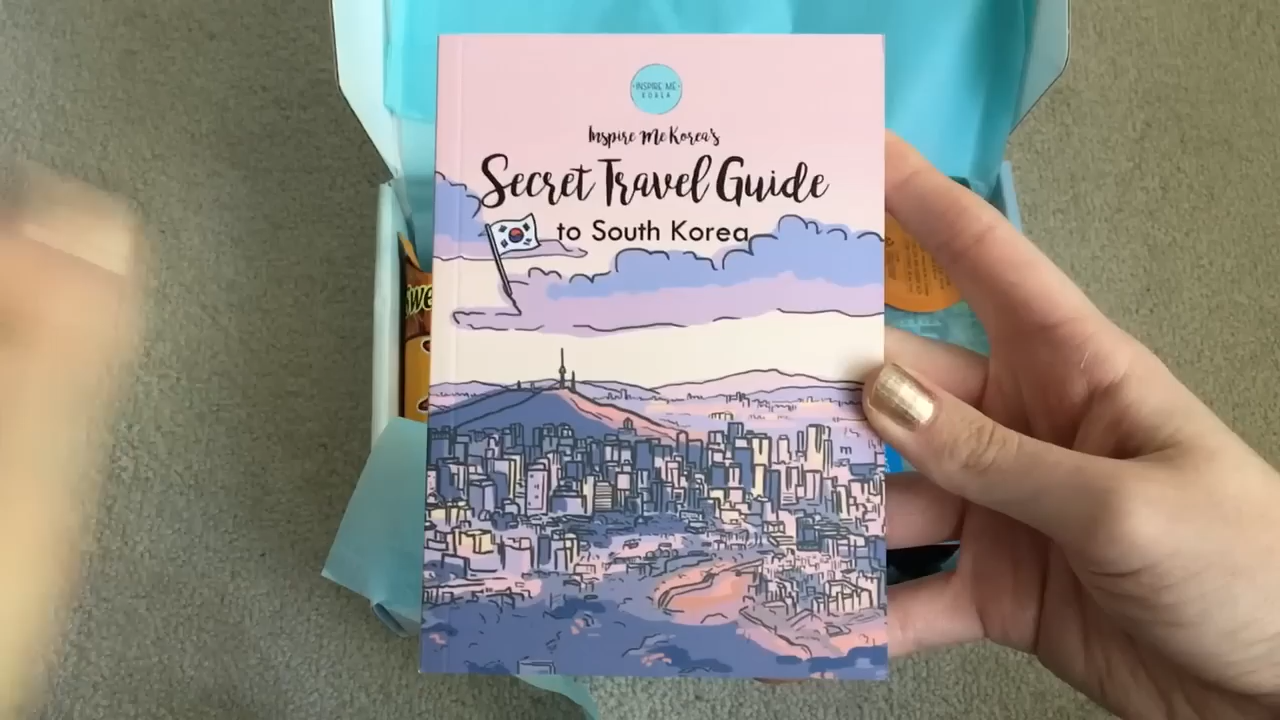 INSPIRE ME
KOREA
Inspire Me Korea's
Secret Travel Guide
to South Korea